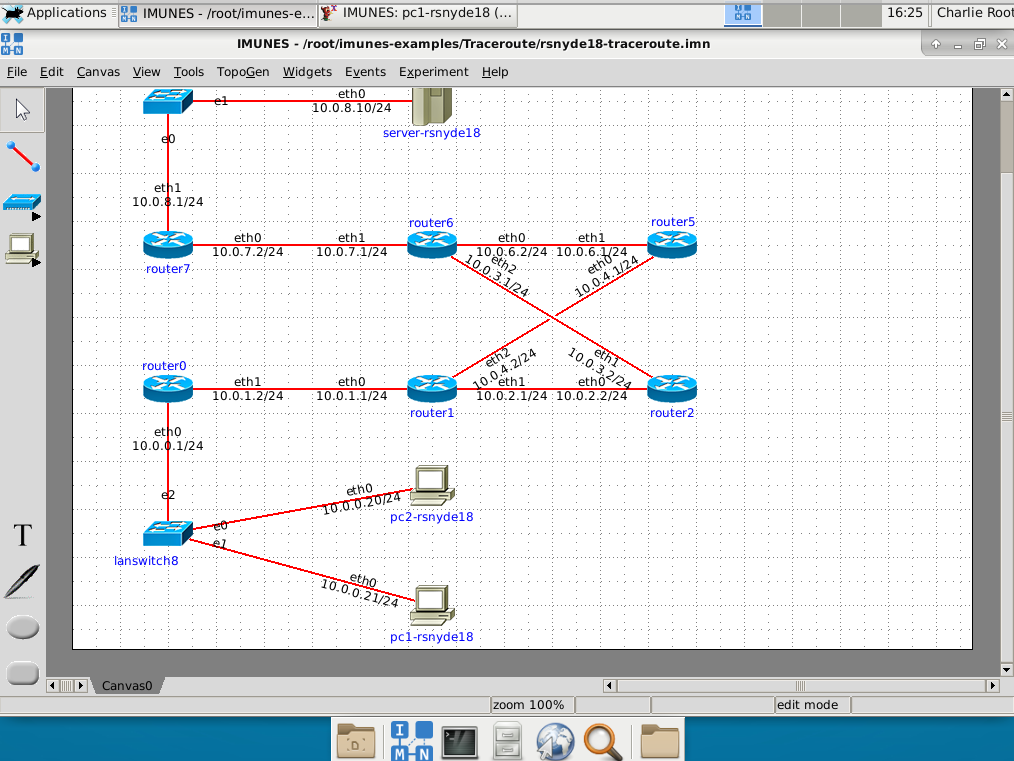 Applications
IMUNES - /root/imunes-e...
IMUNES: pc1-rsnyde18 (...
16:25
Charlie Root
IMUNES - /root/imunes-examples/Traceroute/rsnyde18-traceroute.imn
File Edit Canvas View Tools TopoGen Widgets Events Experiment Help
e1
eth0
10.0.8.10/24
server-rsnyde18
e0
eth1
10.0.8.1/24
router7
eth0
10.0.7.2/24
eth1
10.0.7.1/24
router6
eth0
10.0.6.2/24
eth1
10.0.6.1/24
router5
eth2
10.0.3.1/24
eth0
10.0.4.1/24
eth2
10.0.4.2/24
eth1
10.0.3.2/24
router0
eth1
10.0.1.2/24
eth0
10.0.1.1/24
router1
eth1
10.0.2.1/24
eth0
10.0.2.2/24
router2
eth0
10.0.0.1/24
e2
lanswitch8
e0
eth0
10.0.0.20/24
pc2-rsnyde18
e1
eth0
10.0.0.21/24
pc1-rsnyde18
T
Canvas0
zoom 100%
edit mode
D
I
M N